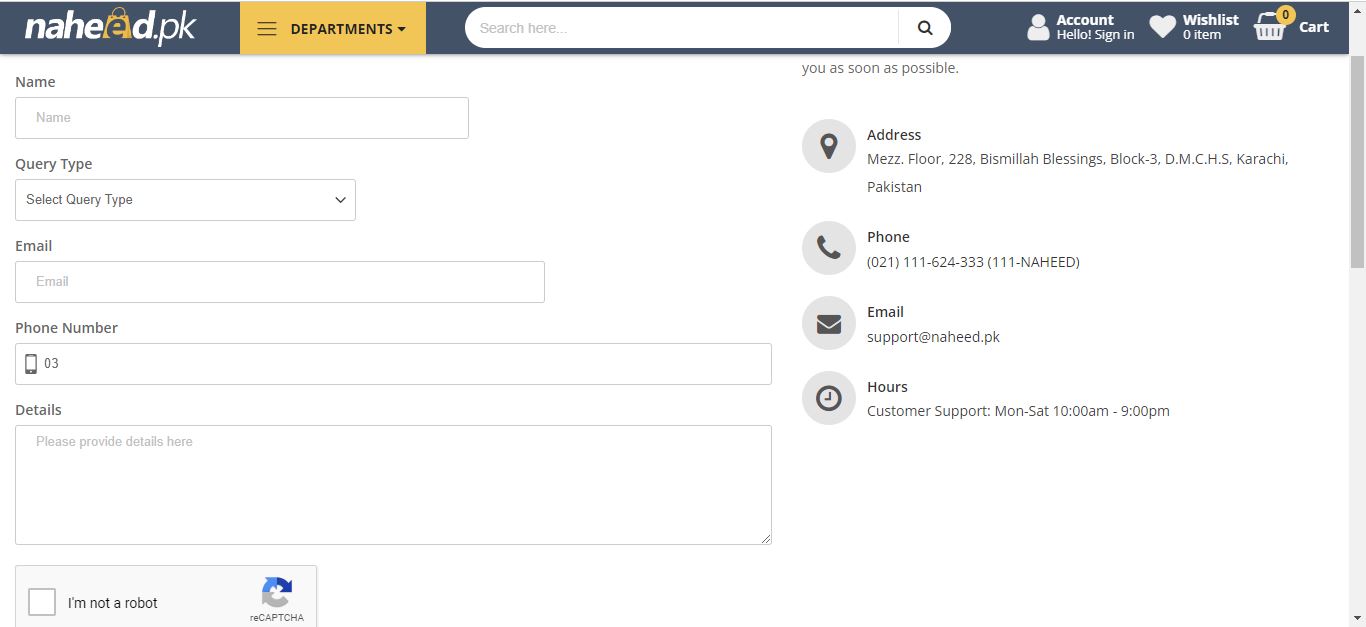 naheed.pk
DEPARTMENTS
Search here...
Account
Hello! Sign in
Wishlist
0 item
0
Cart
Name
Name
Query Type
Select Query Type
Email
Email
Phone Number
03
Details
Please provide details here
I'm not a robot
reCAPTCHA
you as soon as possible.
Address
Mezz. Floor, 228, Bismillah Blessings, Block-3, D.M.C.H.S, Karachi,
Pakistan
Phone
(021) 111-624-333 (111-NAHEED)
Email
support@naheed.pk
Hours
Customer Support: Mon-Sat 10:00am - 9:00pm